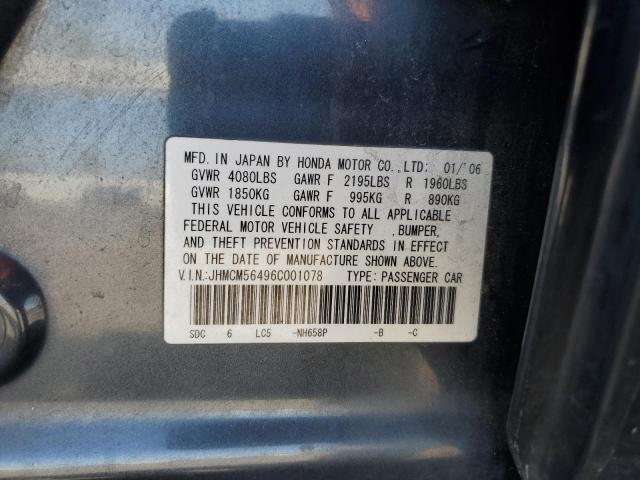 MFD. IN JAPAN BY HONDA MOTOR CO.,LTD: 01/'06
GVWR 4080LBS GAWR F 2195LBS R 1960LBS
GVWR 1850KG GAWR F 995KG R 890KG
THIS VEHICLE CONFORMS TO ALL APPLICABLE
FEDERAL MOTOR VEHICLE SAFETY ,BUMPER,
AND THEFT PREVENTION STANDARDS IN EFFECT
ON THE DATE OF MANUFACTURE SHOWN ABOVE.
V.I.N.:JHMCM56496C001078 TYPE: PASSENGER CAR
SDC 6 LC5 -NH658P -B -C